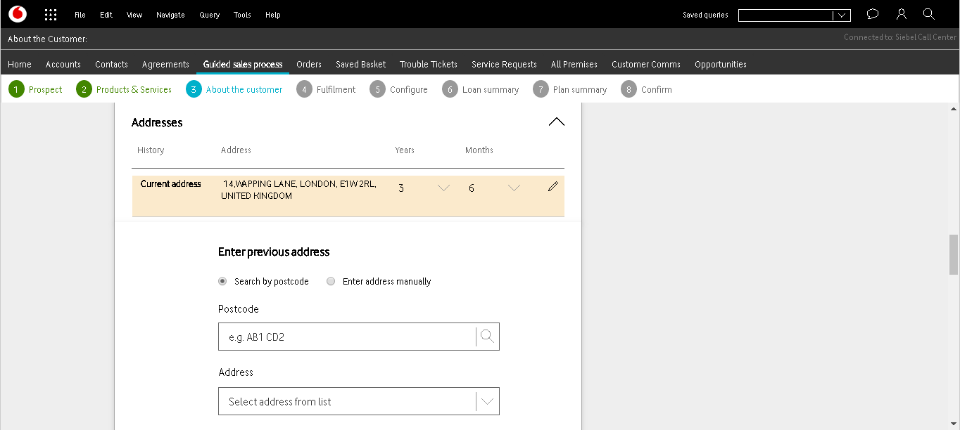 File Edit View Navigate Query Tools Help Saved queries
About the Customer: Connected to: Siebel Call Center
Home Accounts Contacts Agreements Guided sales process Orders Saved Basket Trouble Tickets Service Requests All Premises Customer Comms Opportunities
1 Prospect 2 Products & Services 3 About the customer 4 Fulfilment 5 Configure 6 Loan summary 7 Plan summary 8 Confirm
Addresses
History Address Years Months
Current address 14,WAPPING LANE, LONDON, E1W 2RL, 3 6
UNITED KINGDOM
Enter previous address
Search by postcode Enter address manually
Postcode
e.g. AB1 CD2
Address
Select address from list